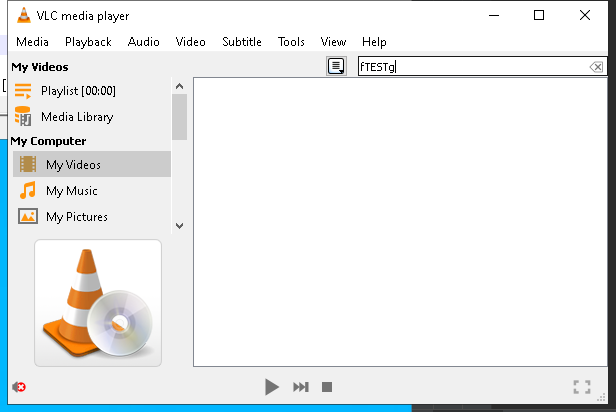 VLC media player
Media Playback Audio Video Subtitle Tools View Help
My Videos
fTESTg
Playlist [00:00]
Media Library
My Computer
My Videos
My Music
My Pictures